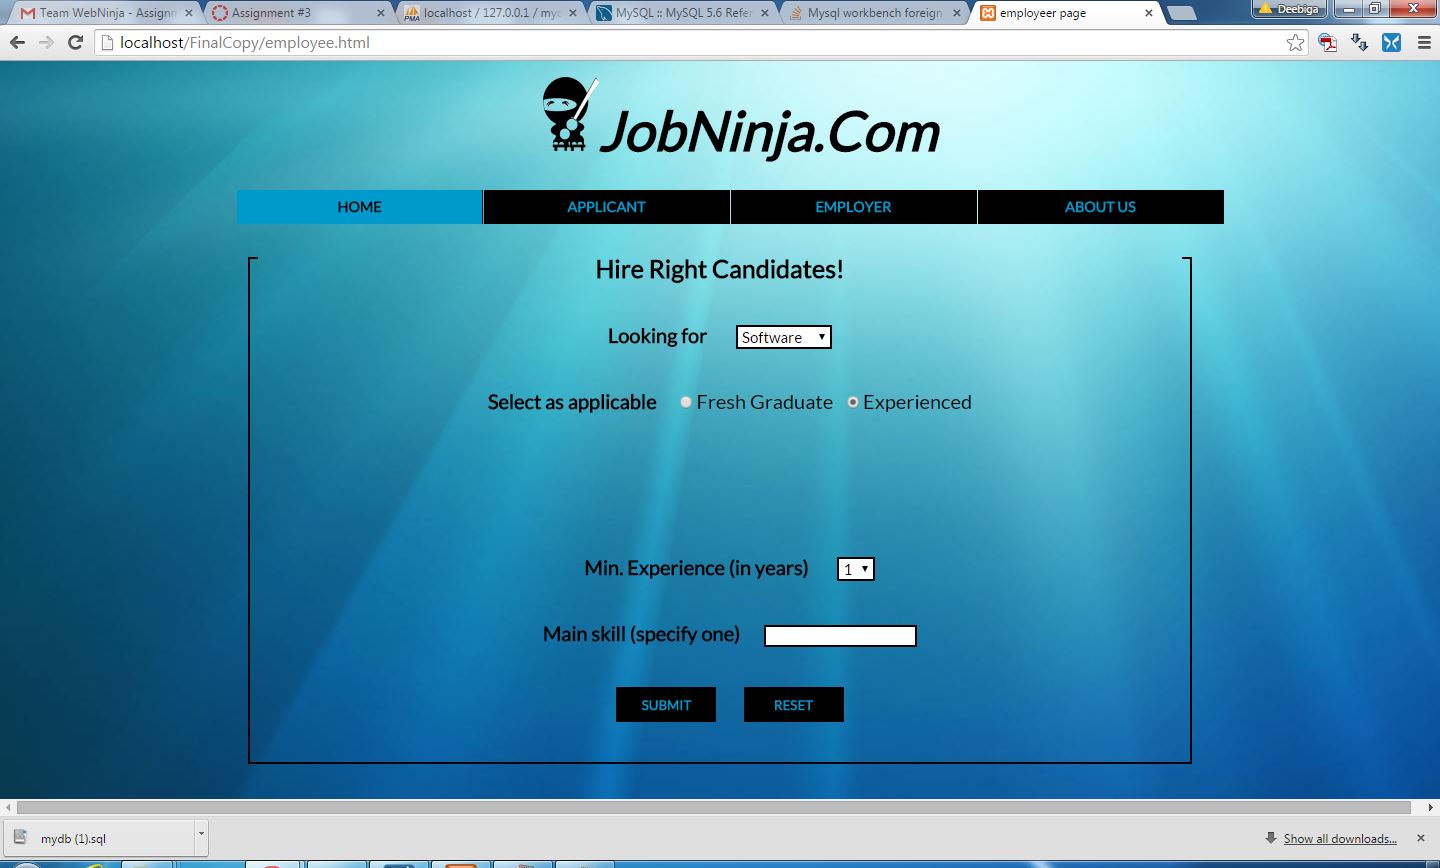 Team WebNinja - Assignm
Assignment #3
localhost / 127.0.0.1 / myd
MySQL :: MySQL 5.6 Refer
Mysql workbench foreign
employeer page
Deebiga
localhost/FinalCopy/employee.html
JobNinja.Com
HOME APPLICANT EMPLOYER ABOUT US
Hire Right Candidates!
Looking for Software
Select as applicable Fresh Graduate Experienced
Min. Experience (in years) 1
Main skill (specify one)
SUBMIT RESET
mydb (1).sql
Show all downloads...